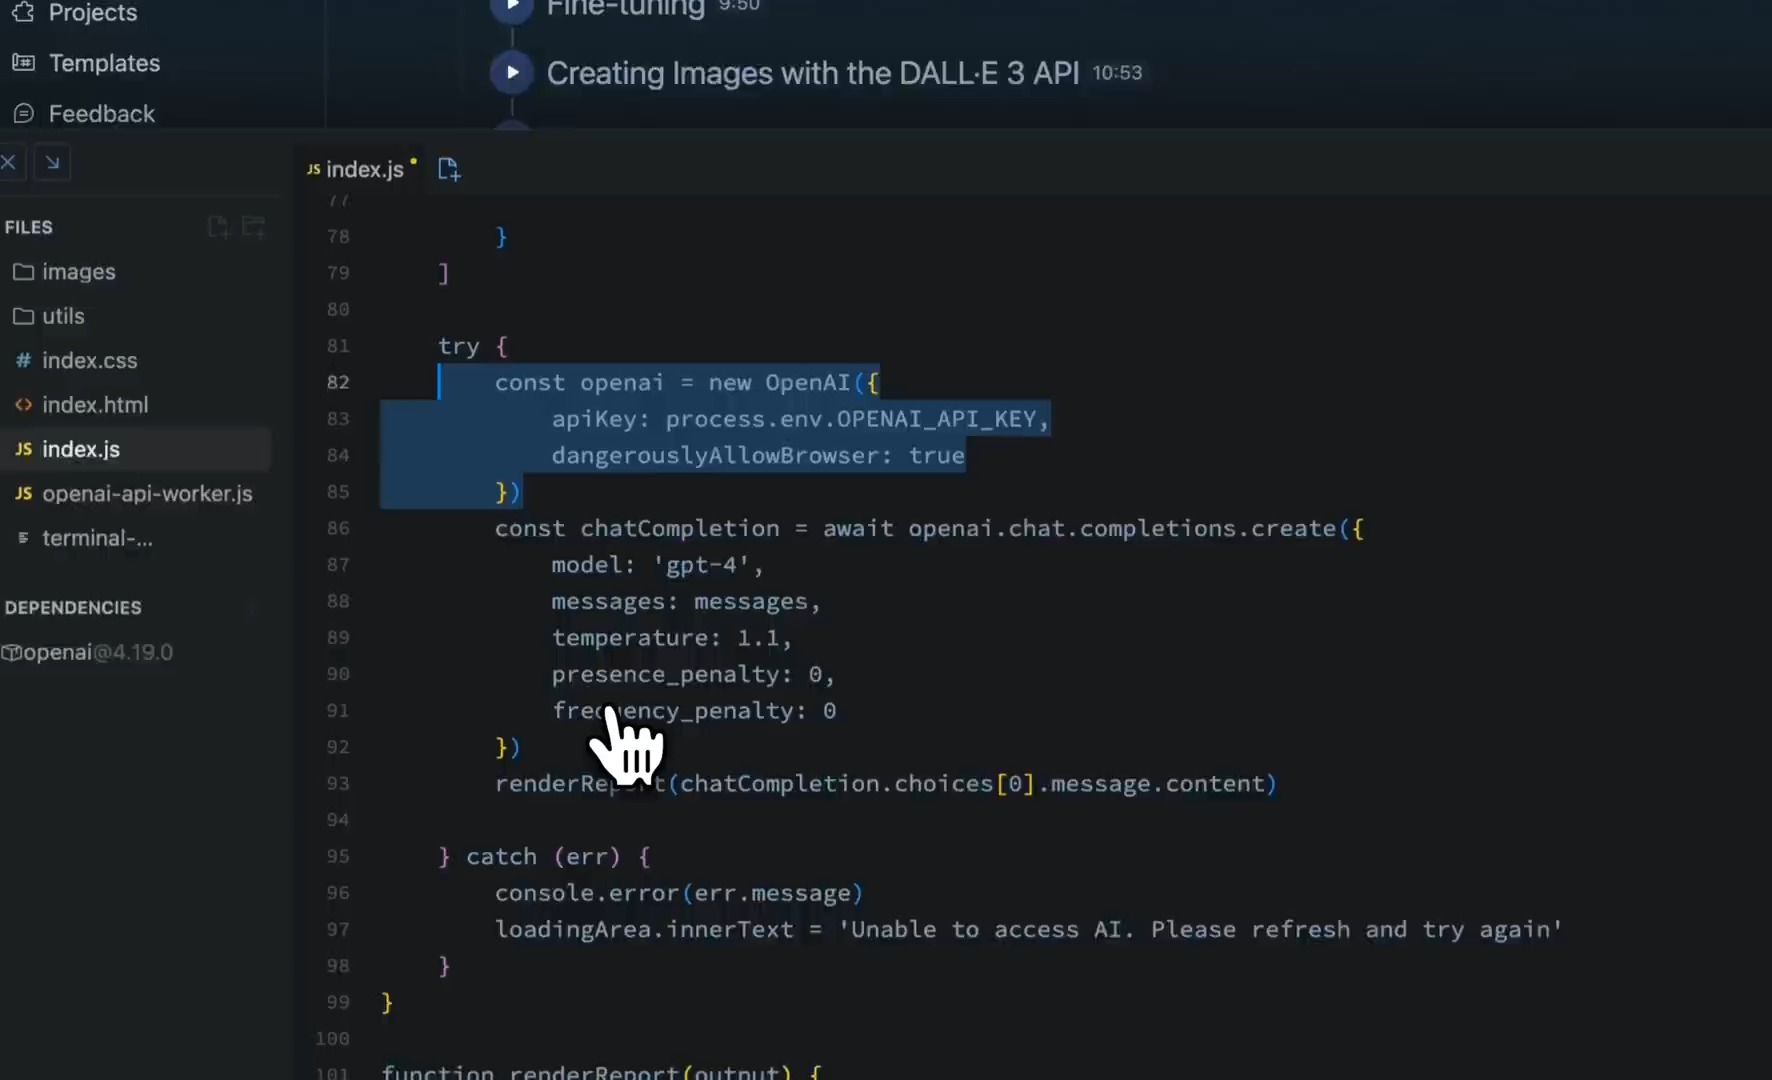 Projects
Templates
Feedback
Fine-tuning 9:50
Creating Images with the DALL·E 3 API 10:53
JS index.js
FILES
images
utils
# index.css
<> index.html
JS index.js
JS openai-api-worker.js
terminal-...
DEPENDENCIES
openai@4.19.0
77
78 }
79 ]
80
81 try {
82 const openai = new OpenAI({
83 apiKey: process.env.OPENAI_API_KEY,
84 dangerouslyAllowBrowser: true
85 })
86 const chatCompletion = await openai.chat.completions.create({
87 model: 'gpt-4',
88 messages: messages,
89 temperature: 1.1,
90 presence_penalty: 0,
91 frequency_penalty: 0
92 })
93 renderReport(chatCompletion.choices[0].message.content)
94
95 } catch (err) {
96 console.error(err.message)
97 loadingArea.innerText = 'Unable to access AI. Please refresh and try again'
98 }
99 }
100
101 function renderReport(output) {